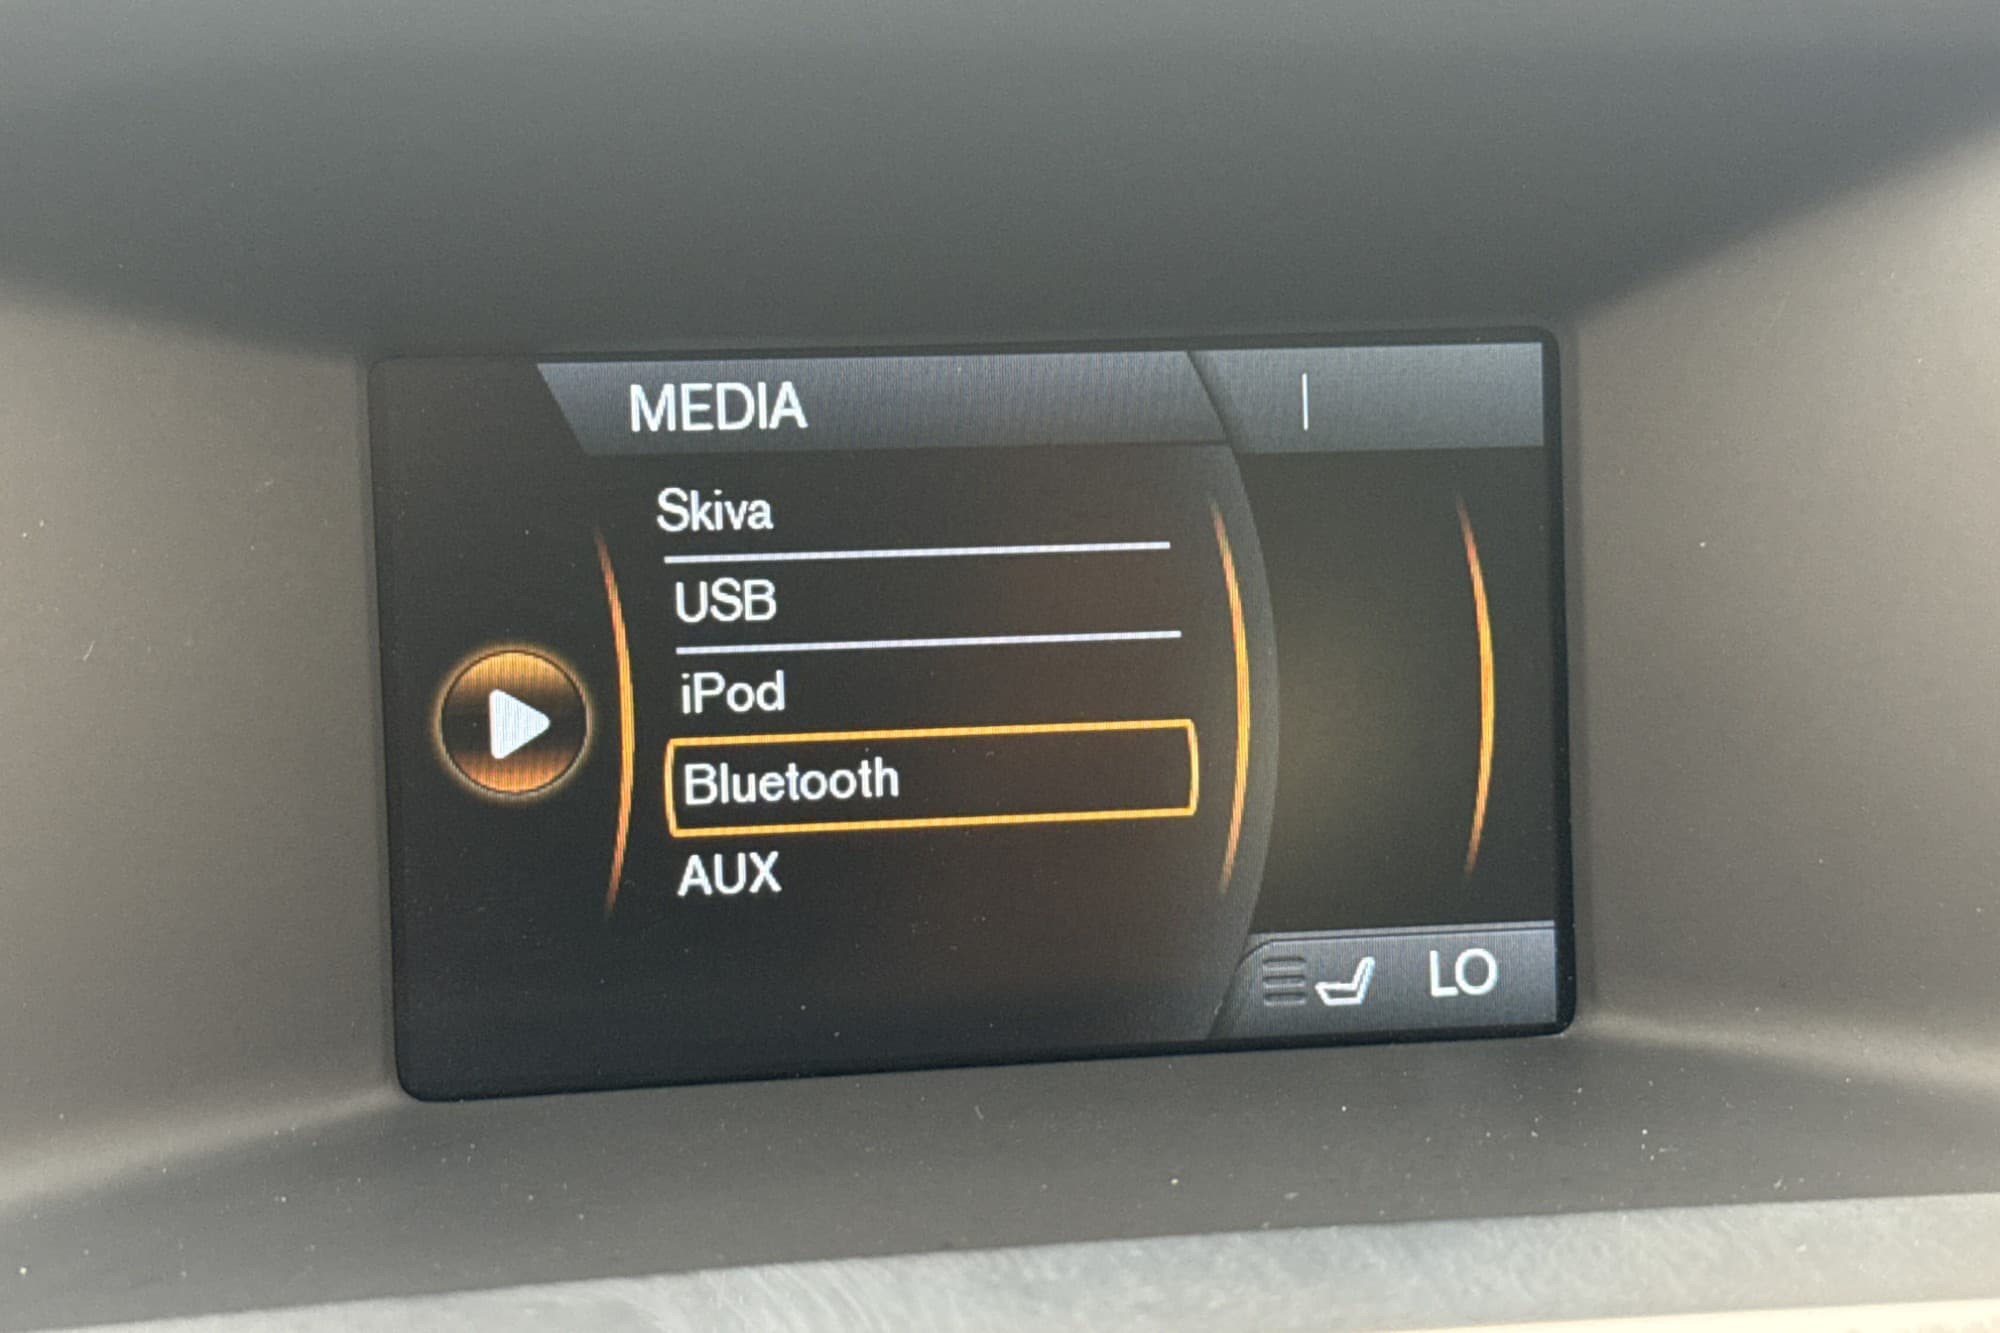 MEDIA
Skiva
USB
iPod
Bluetooth
AUX
LO